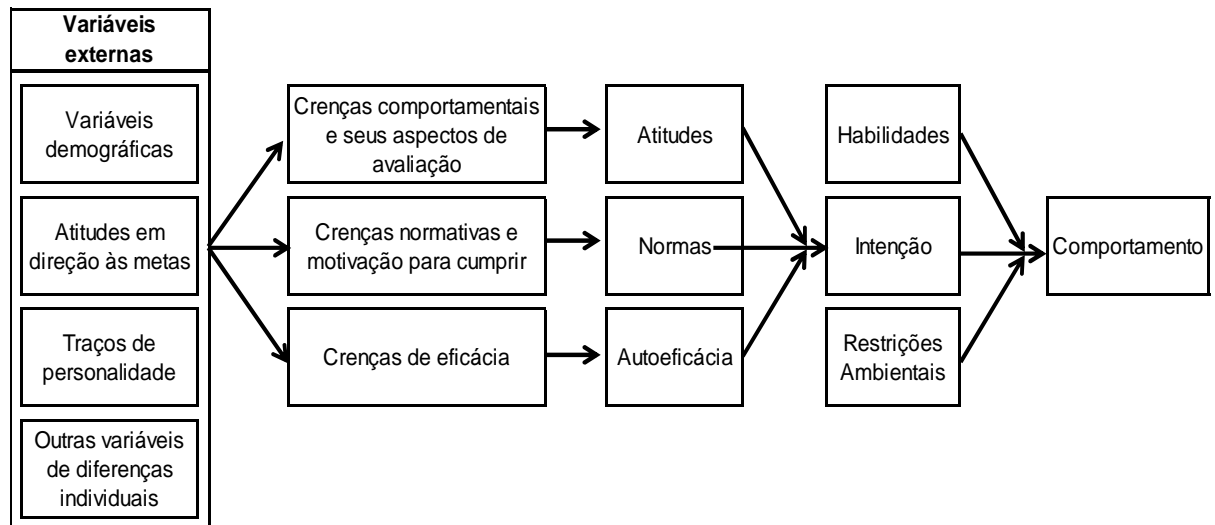 Variáveis
externas
Variáveis
demográficas
Atitudes em
direção às metas
Traços de
personalidade
Outras variáveis
de diferenças
individuais
Crenças comportamentais
e seus aspectos de
avaliação
Crenças normativas e
motivação para cumprir
Crenças de eficácia
Atitudes
Normas
Autoeficácia
Habilidades
Intenção
Restrições
Ambientais
Comportamento